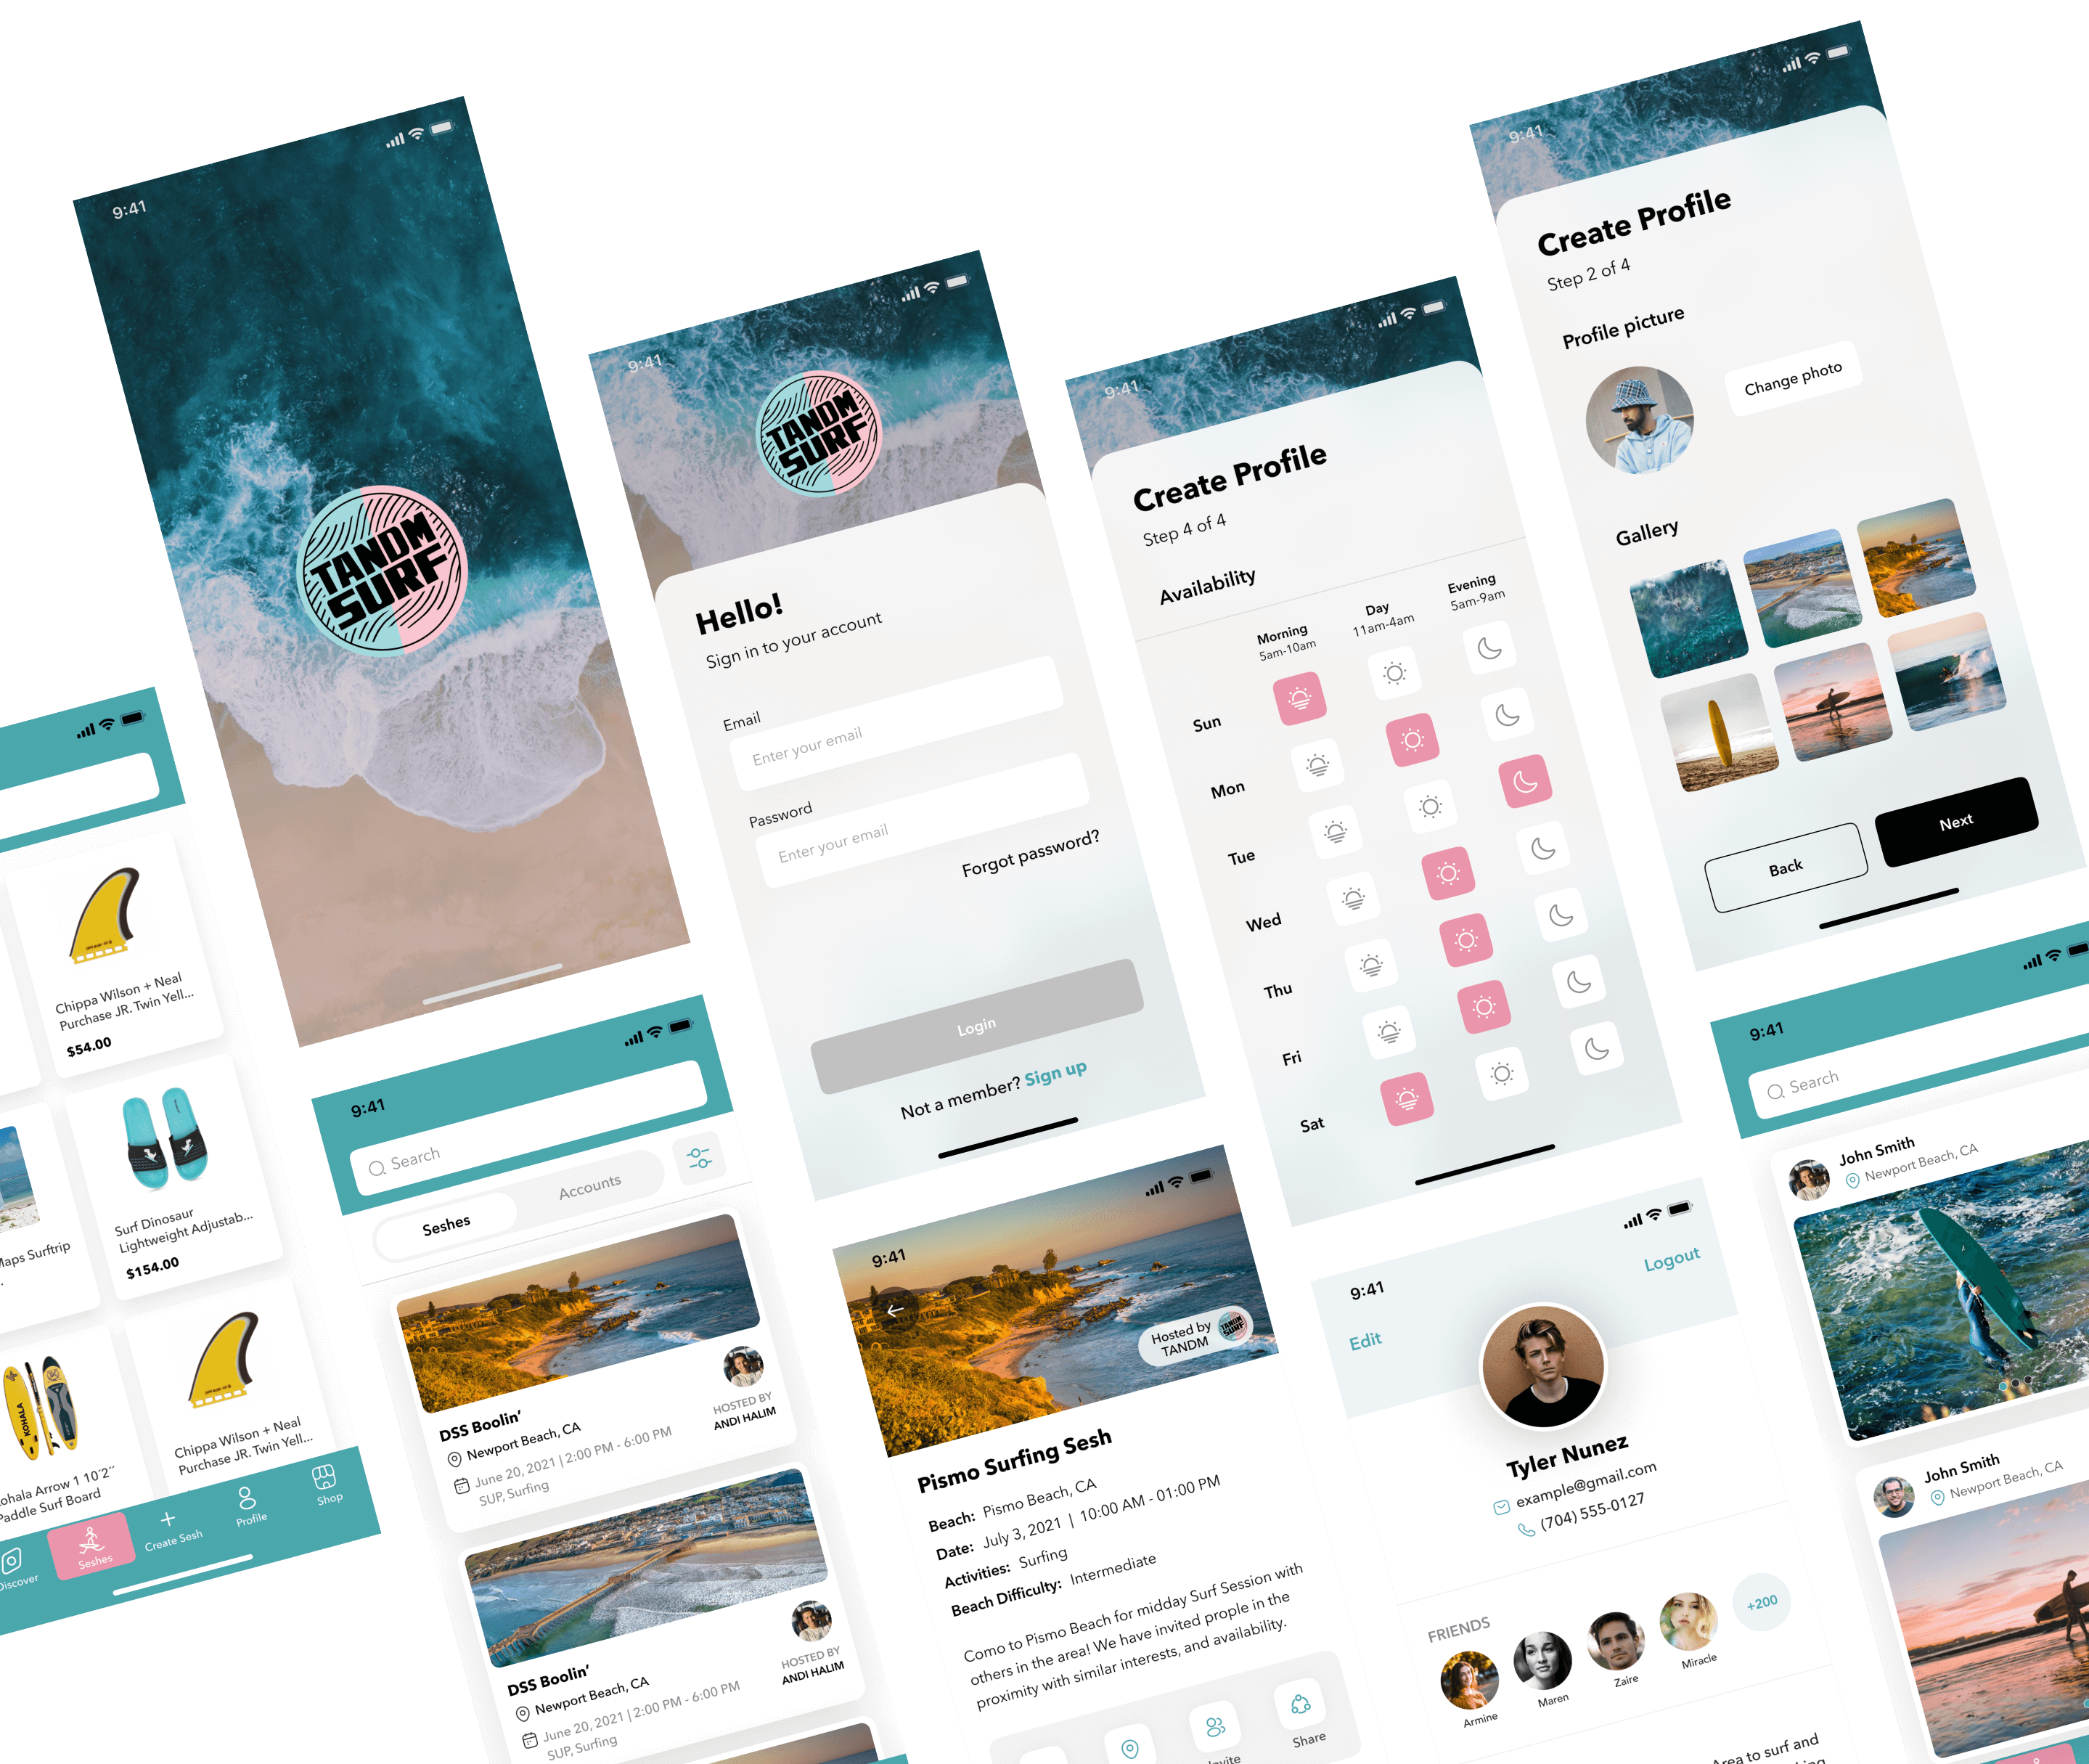 9:41
TANDM
SURF
9:41
TANDM
SURF
Hello!
Sign in to your account
Email
Enter your email
Password
Enter your email
Forgot password?
Login
Not a member? Sign up
9:41
Create Profile
Step 4 of 4
Availability
Morning
5am-10am
Day
11am-4am
Evening
5am-9am
Sun
Mon
Tue
Wed
Thu
Fri
Sat
9:41
Create Profile
Step 2 of 4
Profile picture
Change photo
Gallery
Back
Next
Chippa Wilson + Neal
Purchase JR. Twin Yell...
$54.00
Maps Surftrip
Surf Dinosaur
Lightweight Adjustab...
$154.00
KOHALA
Kohala Arrow 1 10´2´´
Paddle Surf Board
Chippa Wilson + Neal
Purchase JR. Twin Yell...
Discover
Seshes
Create Sesh
Profile
Shop
9:41
Search
Seshes
Accounts
DSS Boolin’
Newport Beach, CA
June 20, 2021 | 2:00 PM - 6:00 PM
SUP, Surfing
HOSTED BY
ANDI HALIM
DSS Boolin’
Newport Beach, CA
June 20, 2021 | 2:00 PM - 6:00 PM
SUP, Surfing
HOSTED BY
ANDI HALIM
9:41
Hosted by
TANDM
TANDM
SURF
Pismo Surfing Sesh
Beach: Pismo Beach, CA
Date: July 3, 2021 | 10:00 AM - 01:00 PM
Activities: Surfing
Beach Difficulty: Intermediate
Como to Pismo Beach for midday Surf Session with
others in the area! We have invited prople in the
proximity with similar interests, and availability.
Invite
Share
9:41
Logout
Edit
Tyler Nunez
example@gmail.com
(704) 555-0127
FRIENDS
Armine
Maren
Zaire
Miracle
+200
Area to surf and
9:41
Search
John Smith
Newport Beach, CA
John Smith
Newport Beach, CA